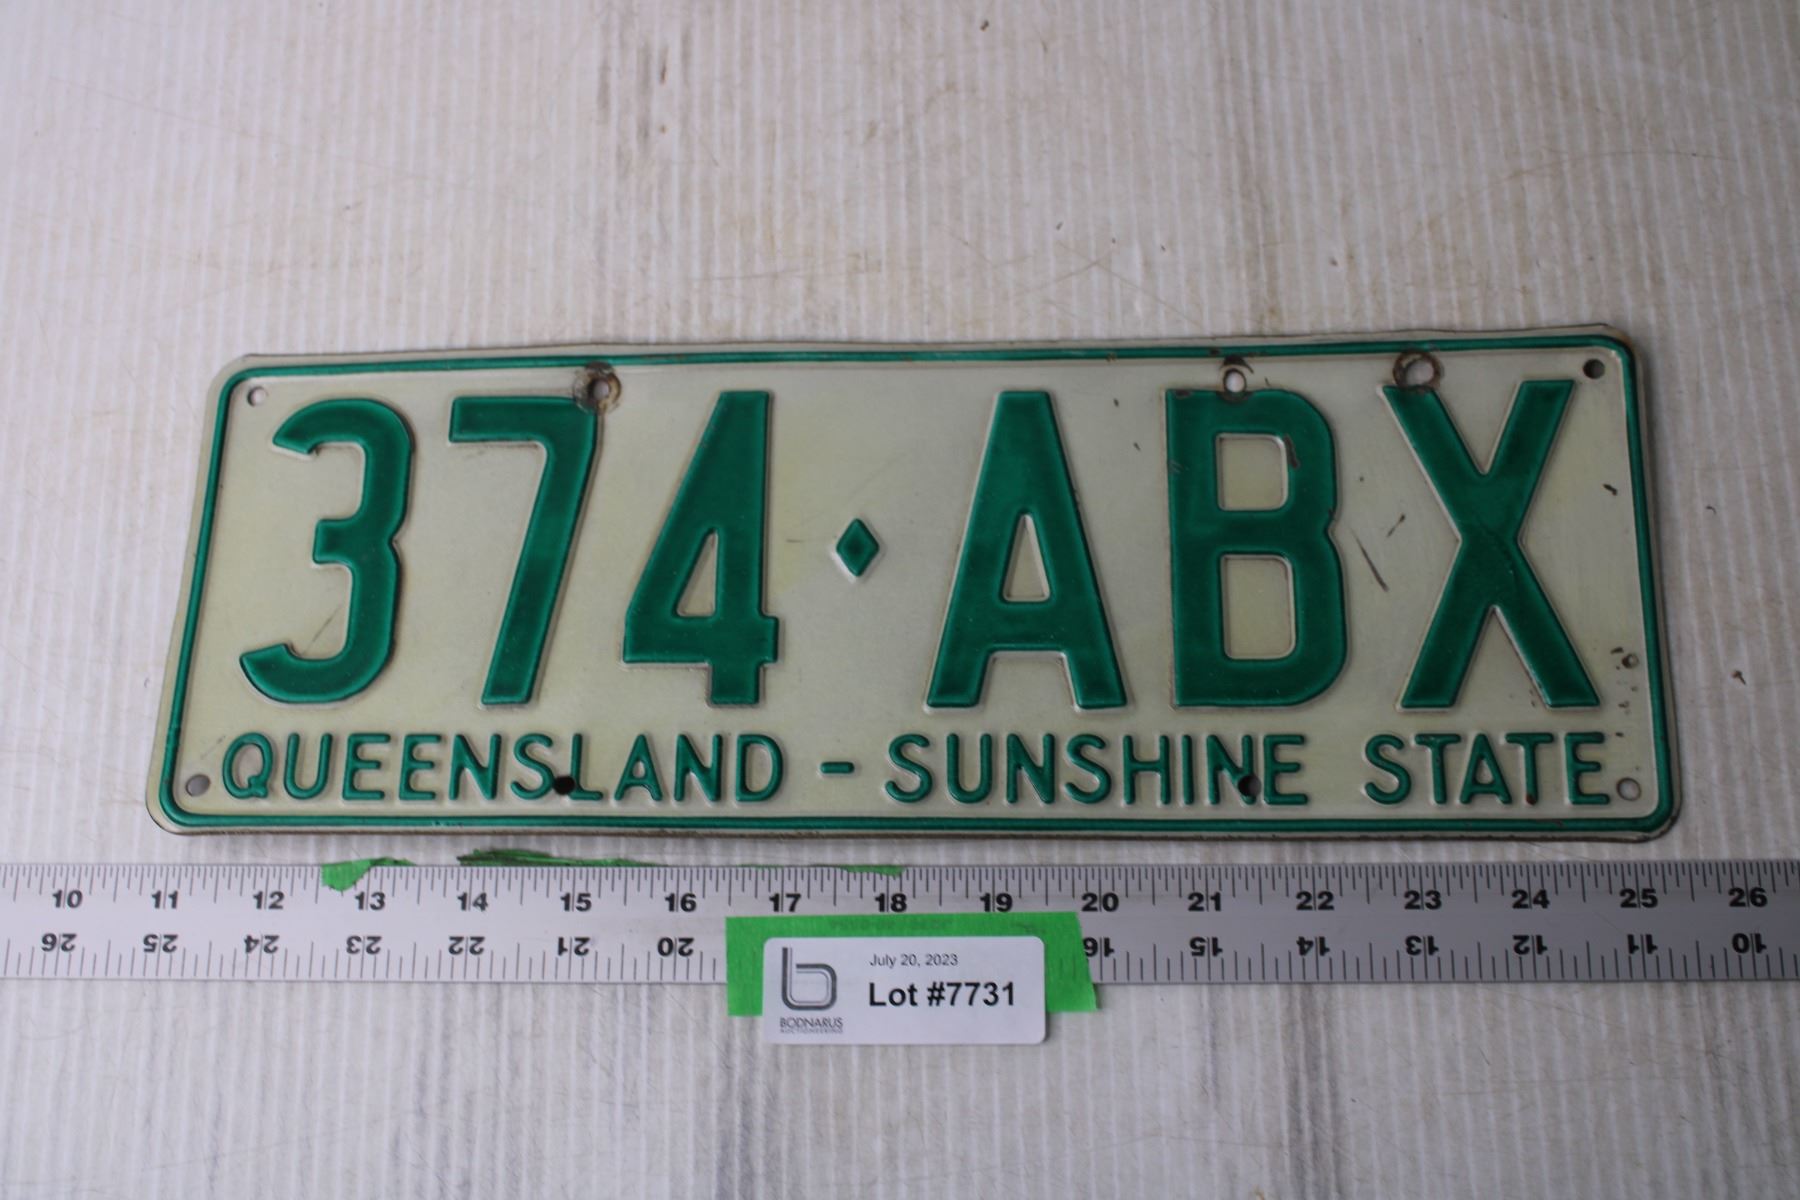 374◆ABX
QUEENSLAND - SUNSHINE STATE
10 11 12 13 14 15 16 17 18 19 20 21 22 23 24 25 26
26 25 24 23 22 21 20 16 15 14 13 12 11 10
July 20, 2023
Lot #7731
BODNARUS
AUCTIONEERING